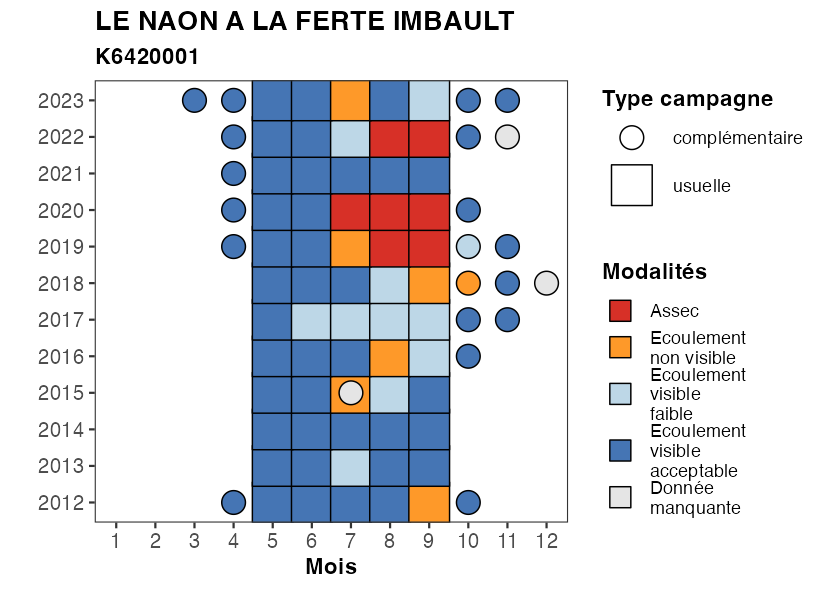 LE NAON A LA FERTE IMBAULT
K6420001
2023
2022
2021
2020
2019
2018
2017
2016
2015
2014
2013
2012
1 2 3 4 5 6 7 8 9 10 11 12
Mois
Type campagne
complémentaire
usuelle
Modalités
Assec
Ecoulement
non visible
Ecoulement
visible
faible
Ecoulement
visible
acceptable
Donnée
manquante